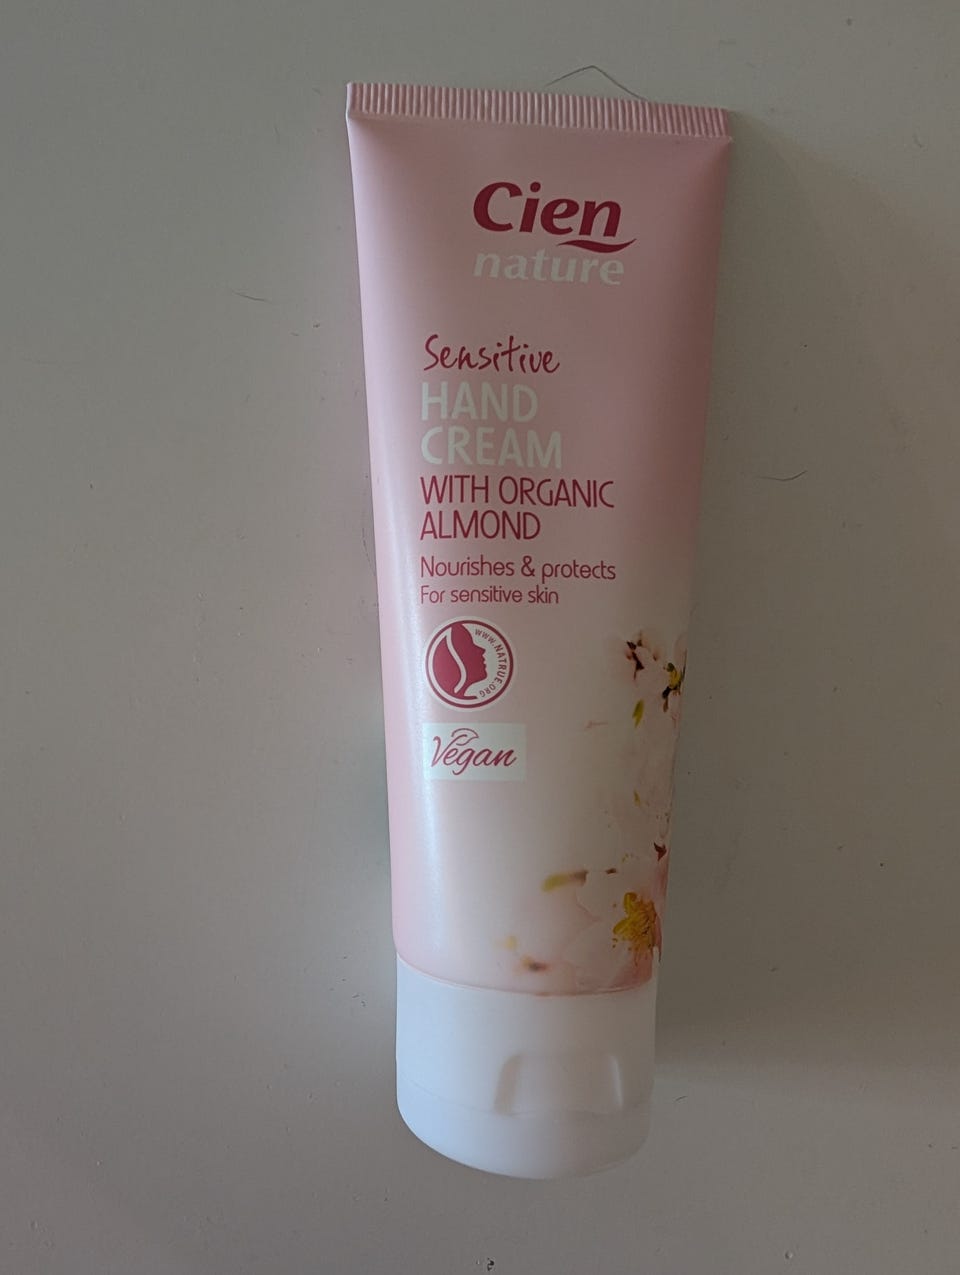 Cien
nature
Sensitive
HAND
CREAM
WITH ORGANIC
ALMOND
Nourishes & protects
For sensitive skin
WWW.NATRUE.ORG
Vegan